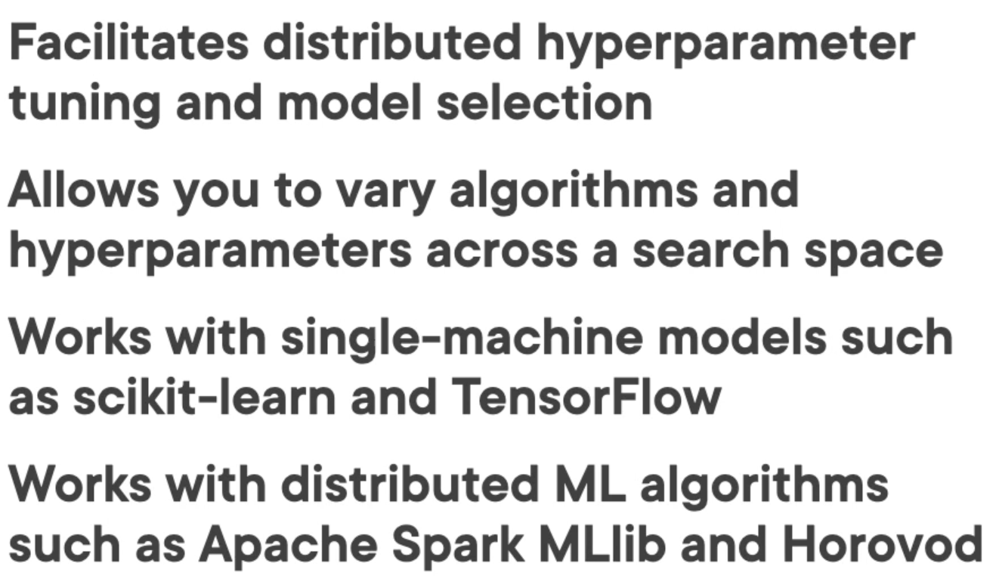 Facilitates distributed hyperparameter
tuning and model selection
Allows you to vary algorithms and
hyperparameters across a search space
Works with single-machine models such
as scikit-learn and TensorFlow
Works with distributed ML algorithms
such as Apache Spark MLlib and Horovod